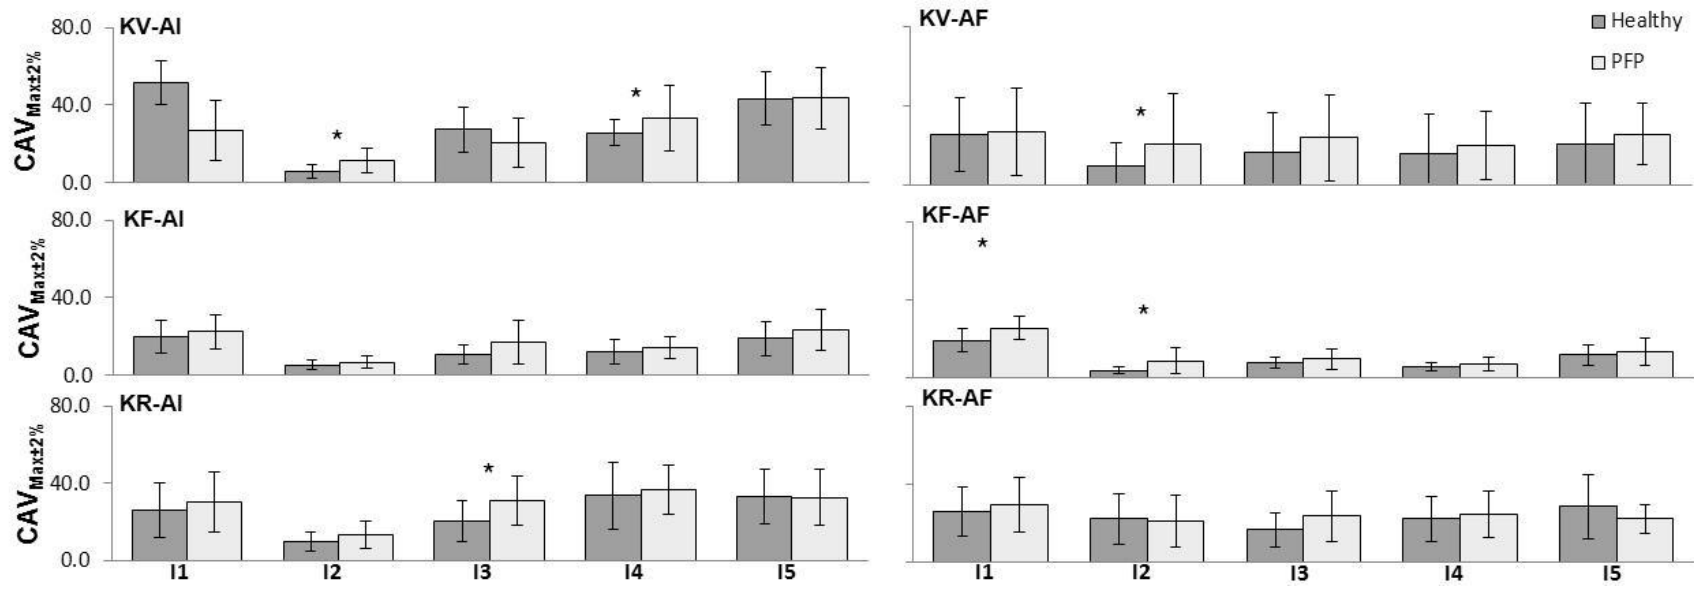 KV-AI
80.0
40.0
0.0
CAVMax±2%
*
*
KV-AF
*
Healthy
PFP
KF-AI
80.0
40.0
0.0
CAVMax±2%
KF-AF
*
*
KR-AI
80.0
40.0
0.0
CAVMax±2%
*
I1 I2 I3 I4 I5
KR-AF
I1 I2 I3 I4 I5